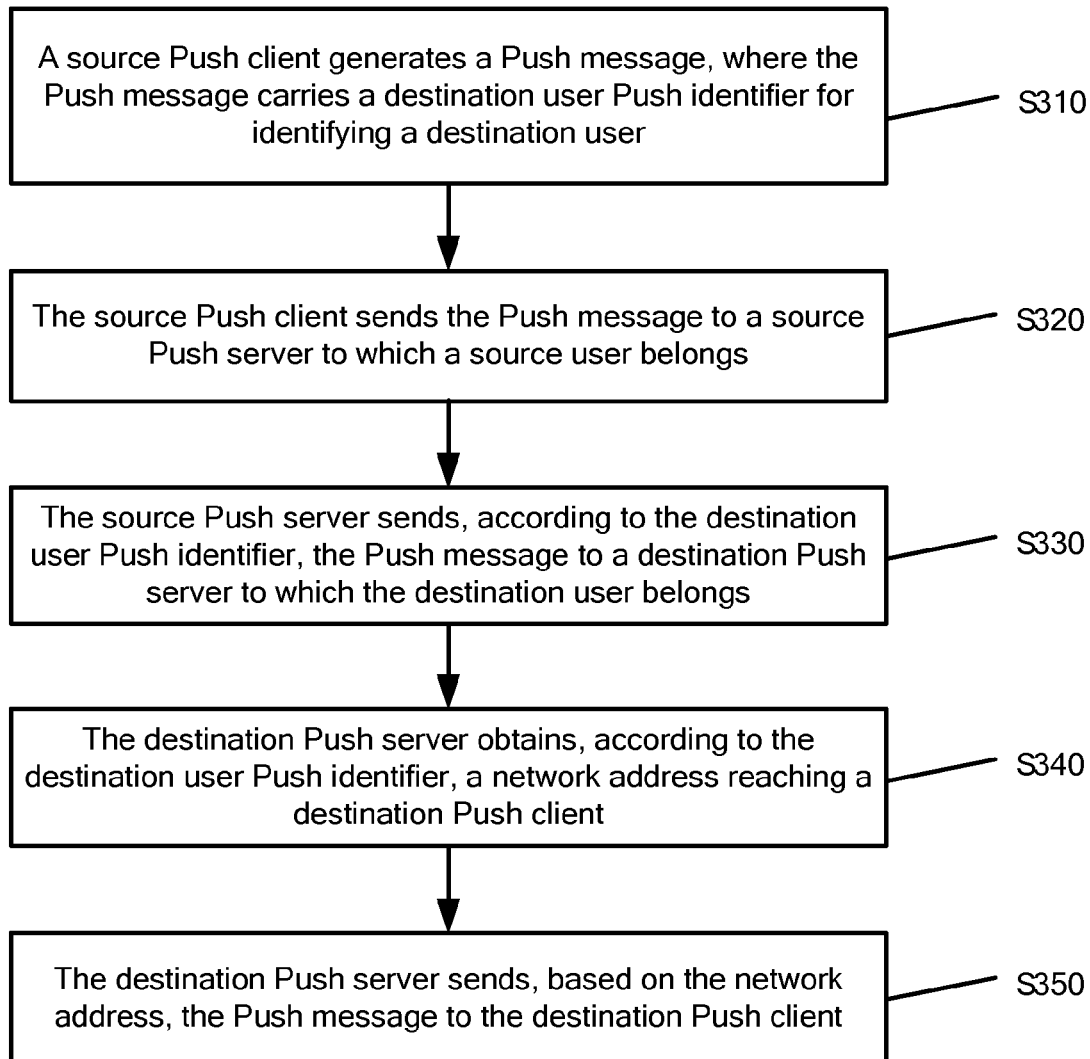 A source Push client generates a Push message, where the
Push message carries a destination user Push identifier for
identifying a destination user
S310
The source Push client sends the Push message to a source
Push server to which a source user belongs
S320
The source Push server sends, according to the destination
user Push identifier, the Push message to a destination Push
server to which the destination user belongs
S330
The destination Push server obtains, according to the
destination user Push identifier, a network address reaching a
destination Push client
S340
The destination Push server sends, based on the network
address, the Push message to the destination Push client
S350